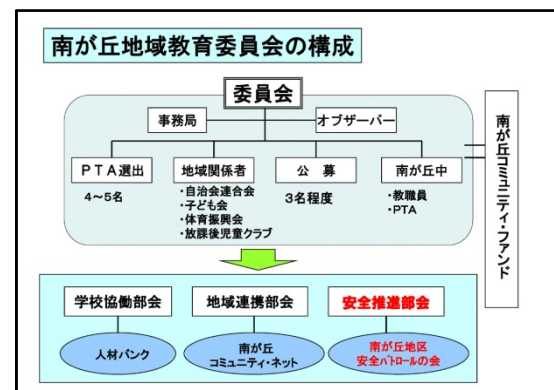 南が丘地域教育委員会の構成
委員会
事務局
オブザーバー
PTA選出
4～5名
地域関係者
・自治会連合会
・子ども会
・体育振興会
・放課後児童クラブ
公募
3名程度
南が丘中
・教職員
・PTA
南が丘コミュニティ・ファンド
学校協働部会
地域連携部会
安全推進部会
人材バンク
南が丘
コミュニティ・ネット
南が丘地区
安全パトロールの会